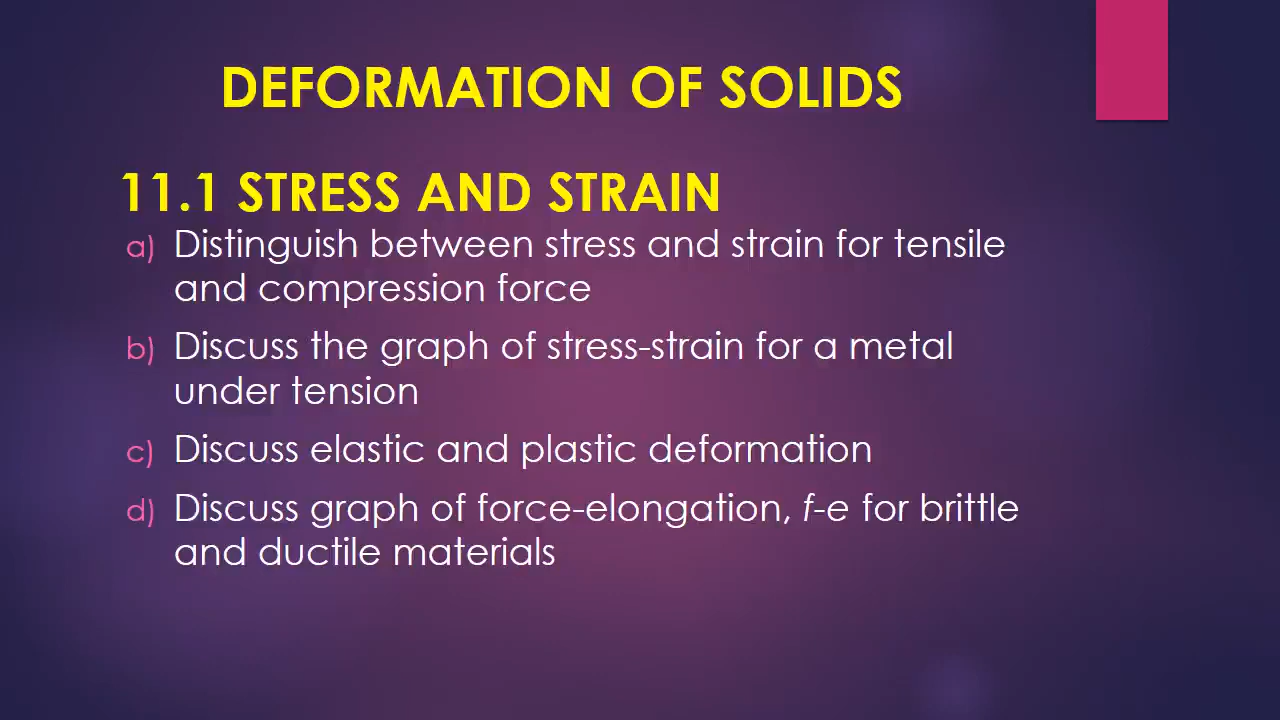 DEFORMATION OF SOLIDS
11.1 STRESS AND STRAIN
a) Distinguish between stress and strain for tensile
and compression force
b) Discuss the graph of stress-strain for a metal
under tension
c) Discuss elastic and plastic deformation
d) Discuss graph of force-elongation, f-e for brittle
and ductile materials